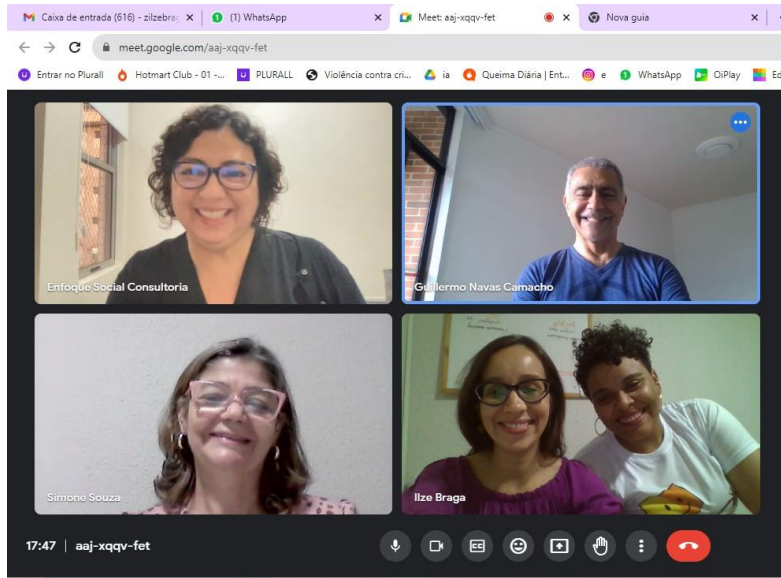 Caixa de entrada (616) - zilzebra
(1) WhatsApp
Meet: aaj-xqqv-fet
Nova guia
meet.google.com/aaj-xqqv-fet
Entrar no Plurall
Hotmart Club - 01 -...
PLURALL
Violência contra cri...
ia
Queima Diária | Ent...
e
WhatsApp
OiPlay
Ed
Enfoque Social Consultoria
Guillermo Navas Camacho
Simone Souza
Ilze Braga
17:47 | aaj-xqqv-fet
CC